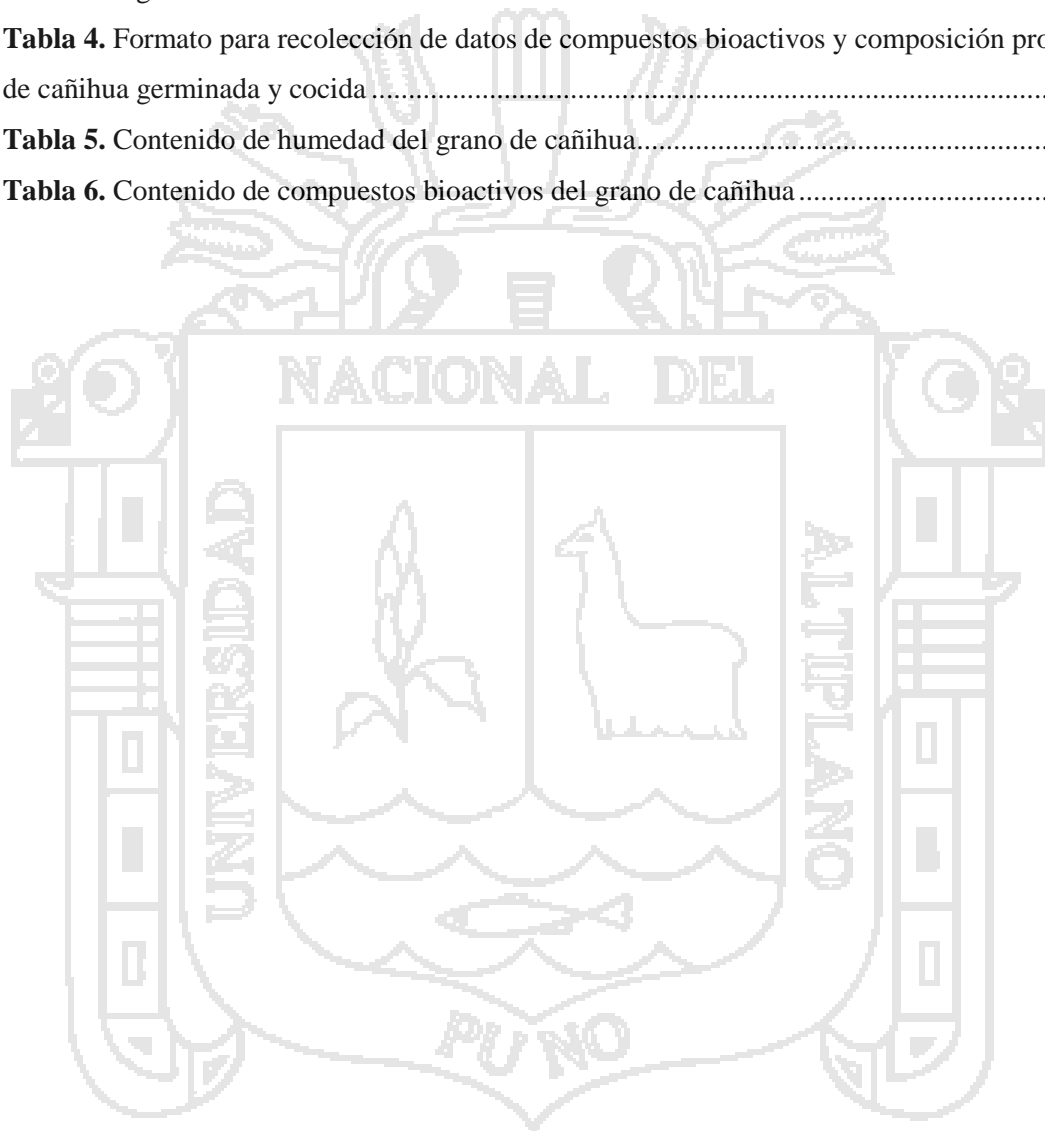 Tabla 4. Formato para recolección de datos de compuestos bioactivos y composición
de cañihua germinada y cocida
Tabla 5. Contenido de humedad del grano de cañihua
Tabla 6. Contenido de compuestos bioactivos del grano de cañihua
NACIONAL DEL
UNIVERSIDAD
ALTIPLANO
PUNO